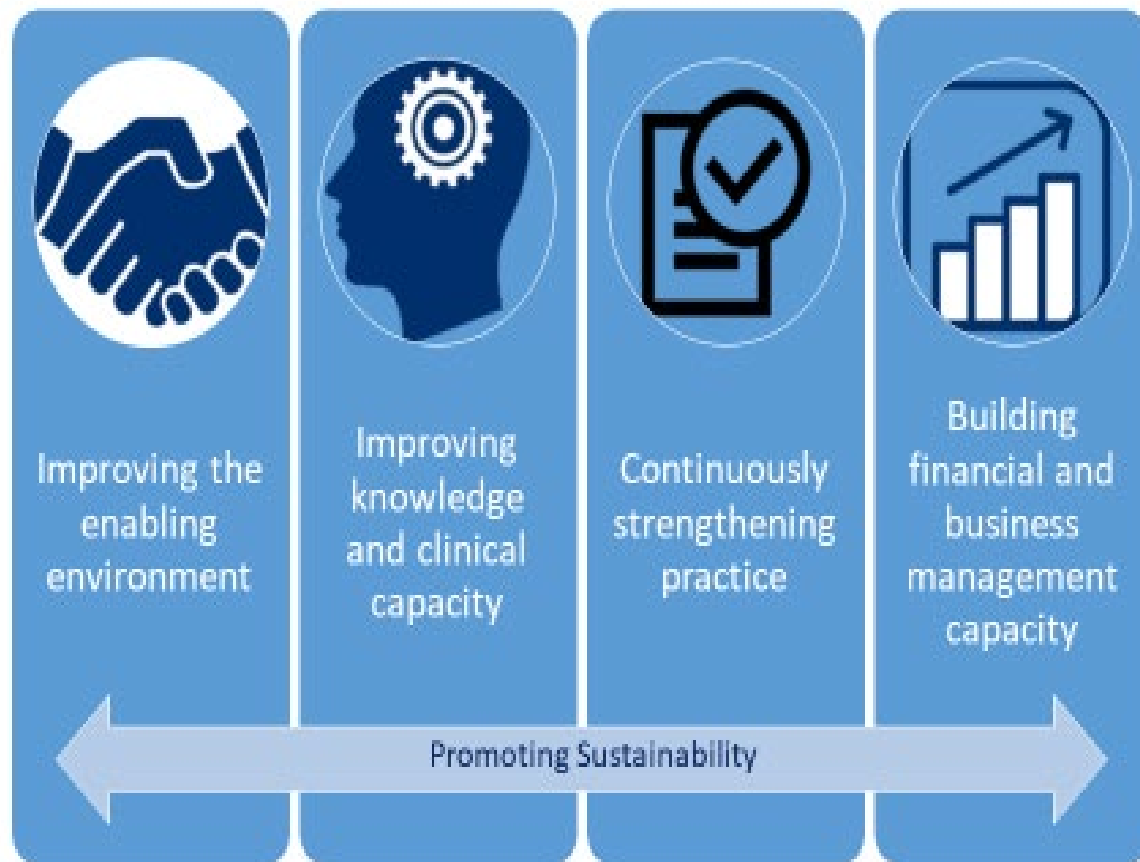 Improving the
enabling
environment
Improving
knowledge
and clinical
capacity
Continuously
strengthening
practice
Building
financial and
business
management
capacity
Promoting Sustainability